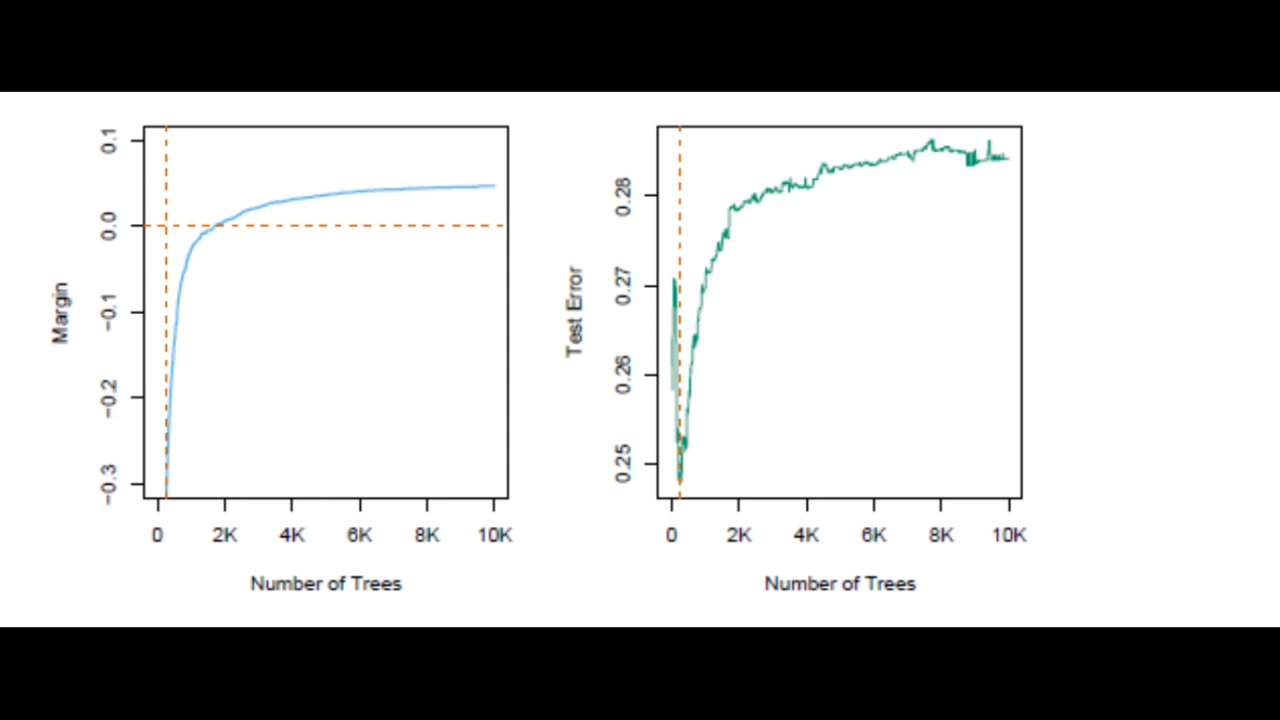 Margin
0.1
0.0
−0.1
−0.2
−0.3
0 2K 4K 6K 8K 10K
Number of Trees
Test Error
0.28
0.27
0.26
0.25
0 2K 4K 6K 8K 10K
Number of Trees